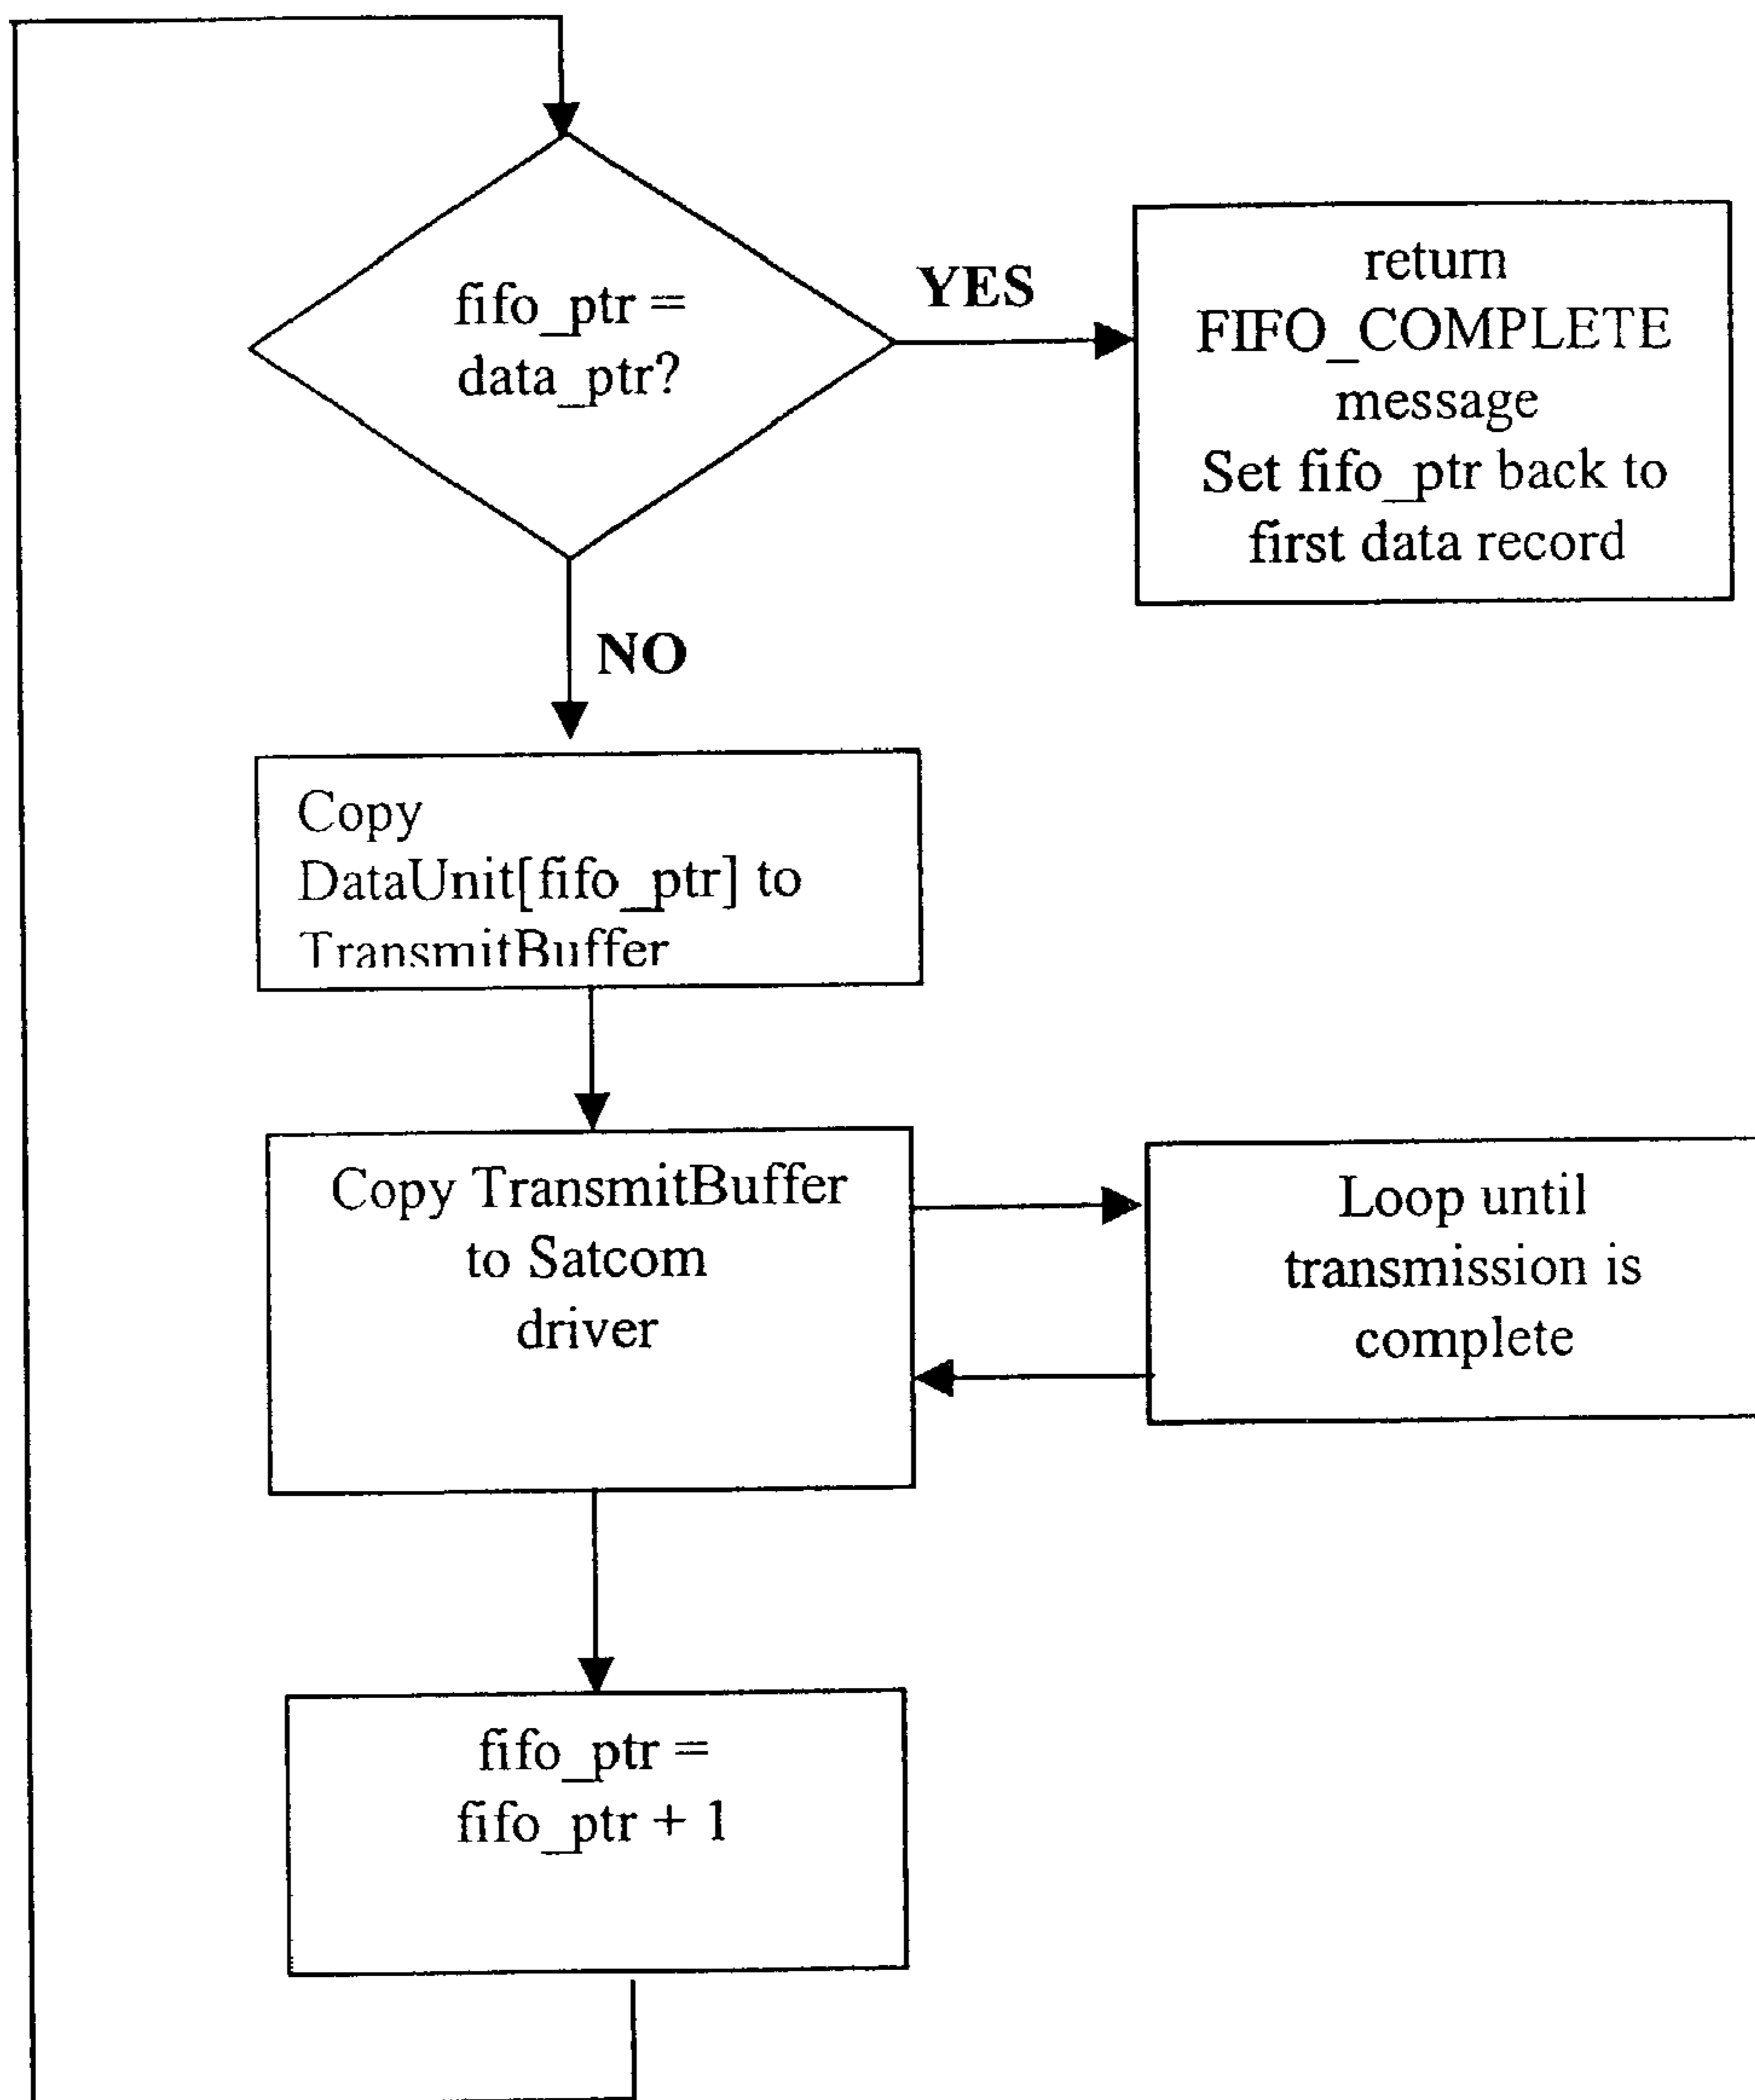 fifo_ptr =
data_ptr?
YES
return
FIFO_COMPLETE
message
Set fifo_ptr back to
first data record
NO
Copy
DataUnit[fifo_ptr] to
TransmitBuffer
Copy TransmitBuffer
to Satcom
driver
Loop until
transmission is
complete
fifo_ptr =
fifo_ptr + 1